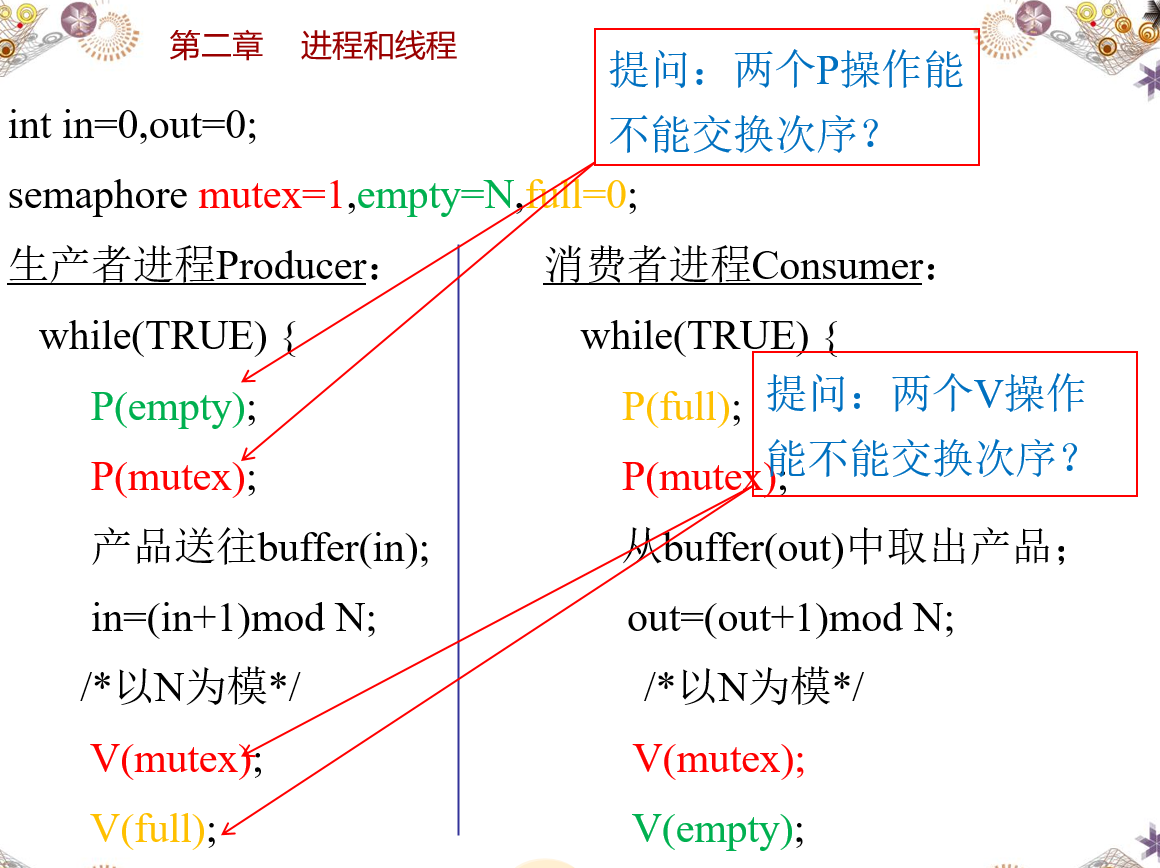 第二章 进程和线程
提问：两个P操作能
不能交换次序？
int in=0,out=0;
semaphore mutex=1,empty=N,full=0;
生产者进程Producer：
while(TRUE) {
P(empty);
P(mutex);
产品送往buffer(in);
in=(in+1)mod N;
/*以N为模*/
V(mutex);
V(full);
消费者进程Consumer：
while(TRUE) {
P(full);
P(mutex);
从buffer(out)中取出产品；
out=(out+1)mod N;
/*以N为模*/
V(mutex);
V(empty);
提问：两个V操作
能不能交换次序？